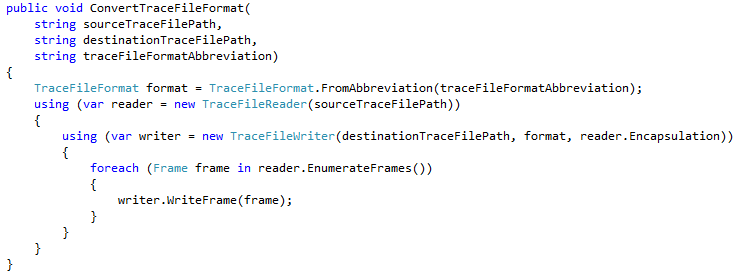 public void ConvertTraceFileFormat(
    string sourceTraceFilePath,
    string destinationTraceFilePath,
    string traceFileFormatAbbreviation)
{
    TraceFileFormat format = TraceFileFormat.FromAbbreviation(traceFileFormatAbbreviation);
    using (var reader = new TraceFileReader(sourceTraceFilePath))
    {
        using (var writer = new TraceFileWriter(destinationTraceFilePath, format, reader.Encapsulation))
        {
            foreach (Frame frame in reader.EnumerateFrames())
            {
                writer.WriteFrame(frame);
            }
        }
    }
}